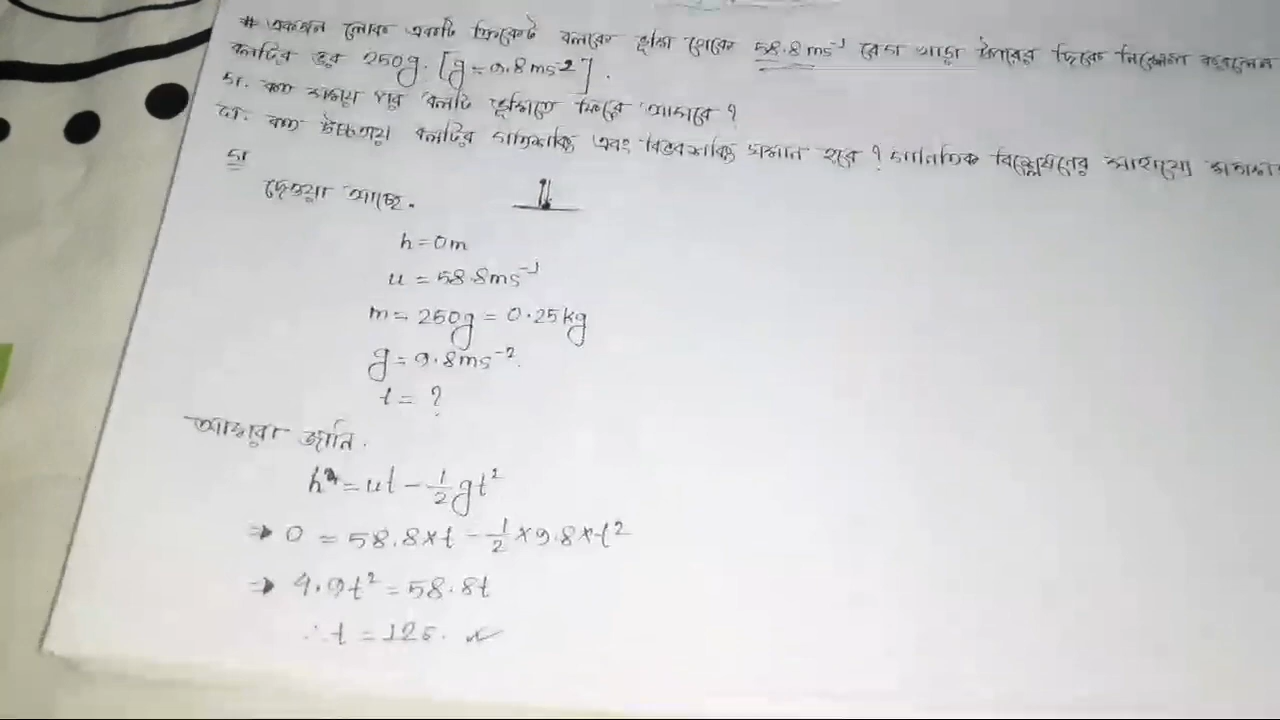 # একজন লোক একটি ক্রিকেট বলকে ভূমি থেকে 58.8 ms⁻¹ বেগে খাড়া উপরের দিকে নিক্ষেপ করলেন
বলটির ভর 250g. [g = 9.8 ms⁻²].
গ। কত সময় পর বলটি ভূমিতে ফিরে আসবে ?
ঘ। কত উচ্চতায় বলটির গতিশক্তি এবং বিভবশক্তি সমান হবে ? গানিতিক বিশ্লেষনের সাহায্যে
গ।
দেওয়া আছে.
h = 0m
u = 58.8ms⁻¹
m = 250g = 0.25kg
g = 9.8ms⁻².
t = ?
আমরা জানি.
h = ut - ½gt²
⇒ 0 = 58.8×t - ½×9.8×t²
⇒ 4.9t² = 58.8t
∴ t = 12s.